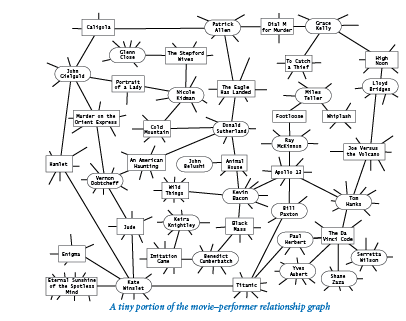 Caligola
Patrick
Allen
Dial M
for Murder
Grace
Kelly
Glenn
Close
The Stepford
Wives
To Catch
a Thief
High
Noon
John
Gielgud
Portrait
of a Lady
Nicole
Kidman
The Eagle
Has Landed
Lloyd
Bridges
Miles
Teller
Murder on the
Orient Express
Cold
Mountain
Donald
Sutherland
Footloose
Whiplash
Ray
McKinnon
Joe Versus
the Volcano
Hamlet
An American
Haunting
John
Belushi
Animal
House
Apollo 13
Vernon
Dobtcheff
Wild
Things
Kevin
Bacon
Tom
Hanks
Bill
Paxton
Jude
Keira
Knightley
Black
Mass
Paul
Herbert
The Da
Vinci Code
Enigma
Imitation
Game
Benedict
Cumberbatch
Yves
Aubert
Serretta
Wilson
Shane
Zaza
Eternal Sunshine
of the Spotless
Mind
Kate
Winslet
Titanic
A tiny portion of the movie–performer relationship graph